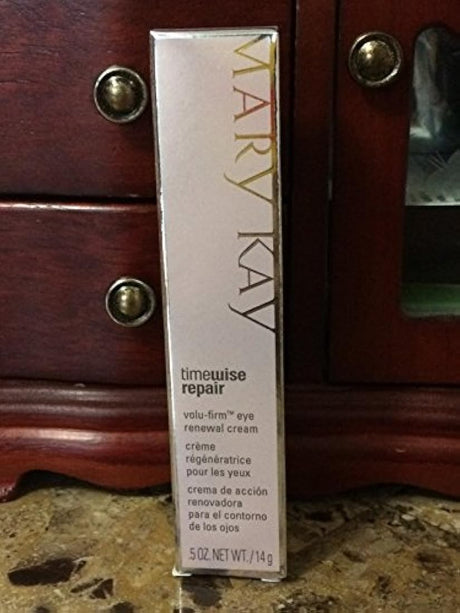 MARY KAY
timewise
repair
volu-firm™ eye
renewal cream
crème
régénératrice
pour les yeux
crema de acción
renovadora
para el contorno
de los ojos
.5 OZ. NET WT. / 14 g